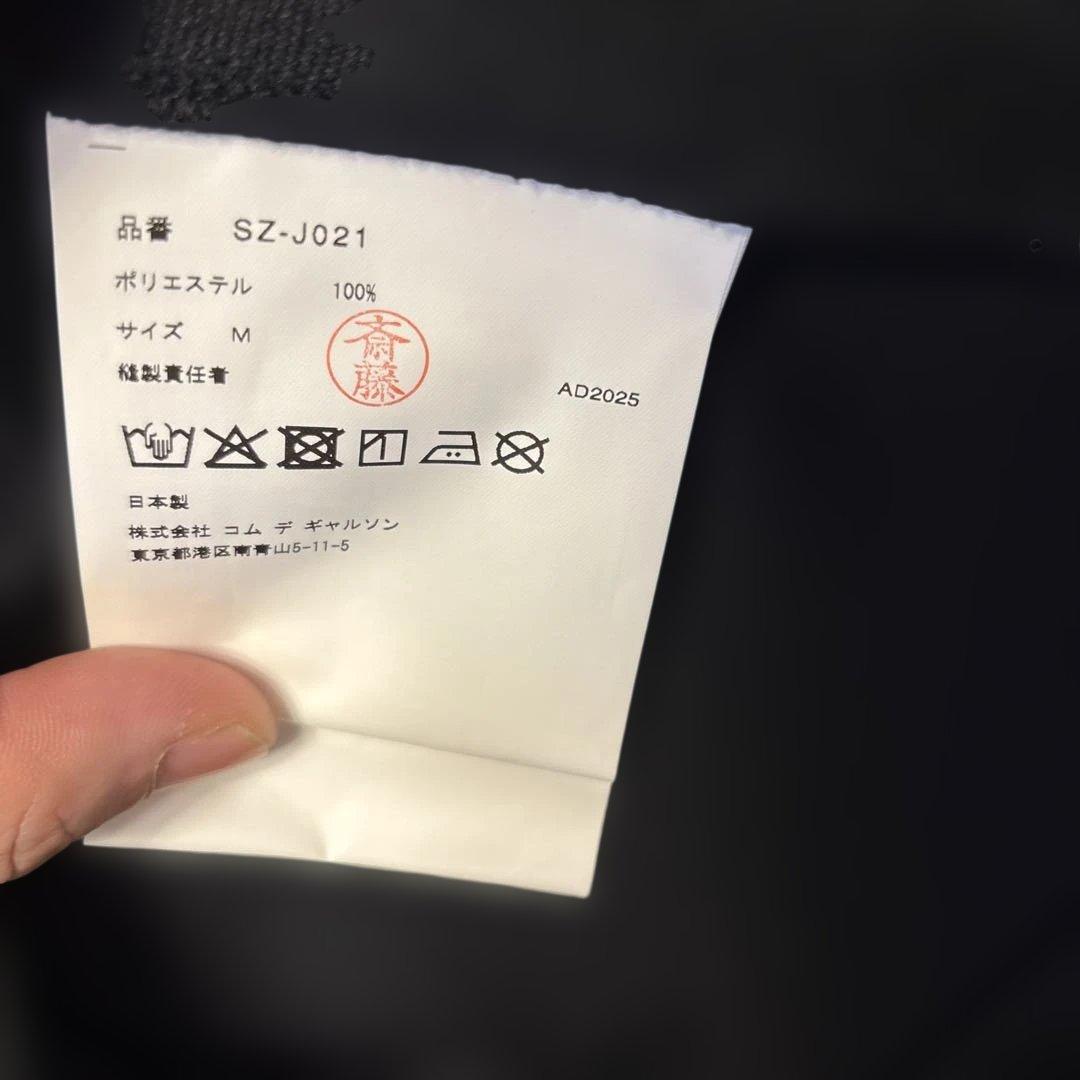 品番 SZ-J021
ポリエステル 100%
サイズ M
縫製責任者 斎藤
AD2025
日本製
株式会社 コム デ ギャルソン
東京都港区南青山5-11-5